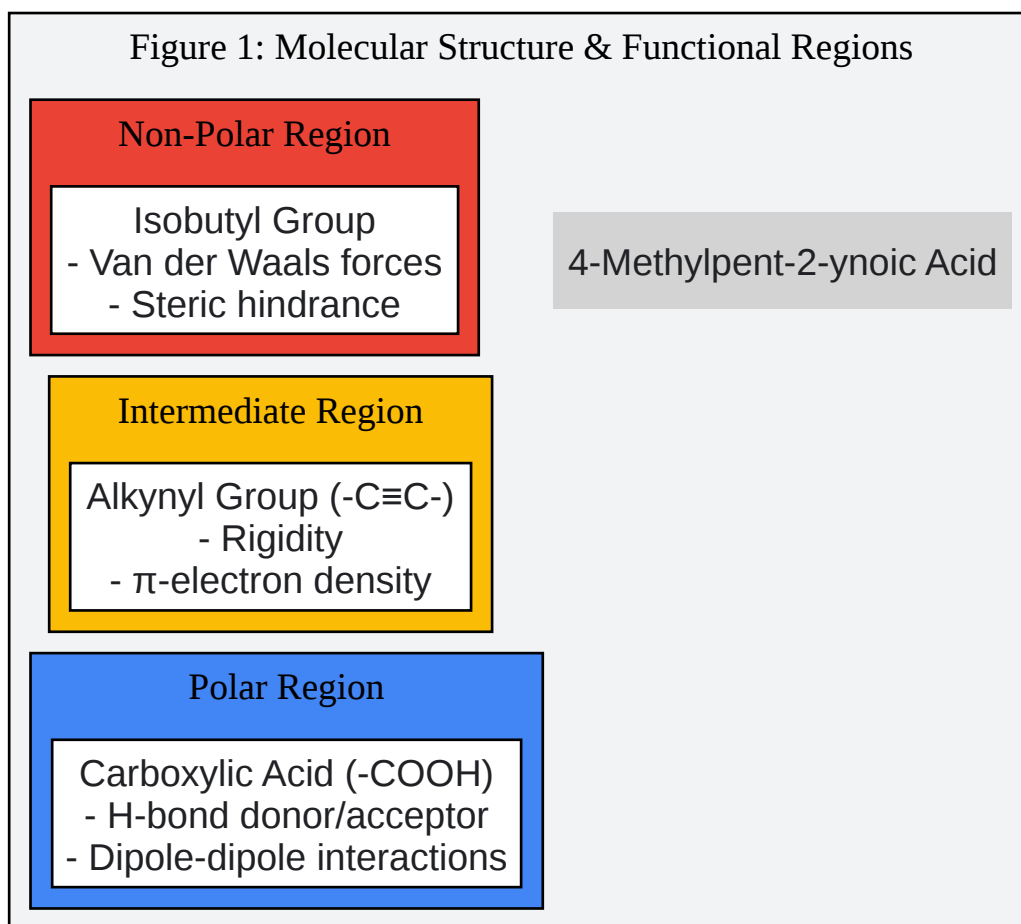 Figure 1: Molecular Structure & Functional Regions
Non-Polar Region
Isobutyl Group
- Van der Waals forces
- Steric hindrance
4-Methylpent-2-ynoic Acid
Intermediate Region
Alkynyl Group (-C≡C-)
- Rigidity
- π-electron density
Polar Region
Carboxylic Acid (-COOH)
- H-bond donor/acceptor
- Dipole-dipole interactions